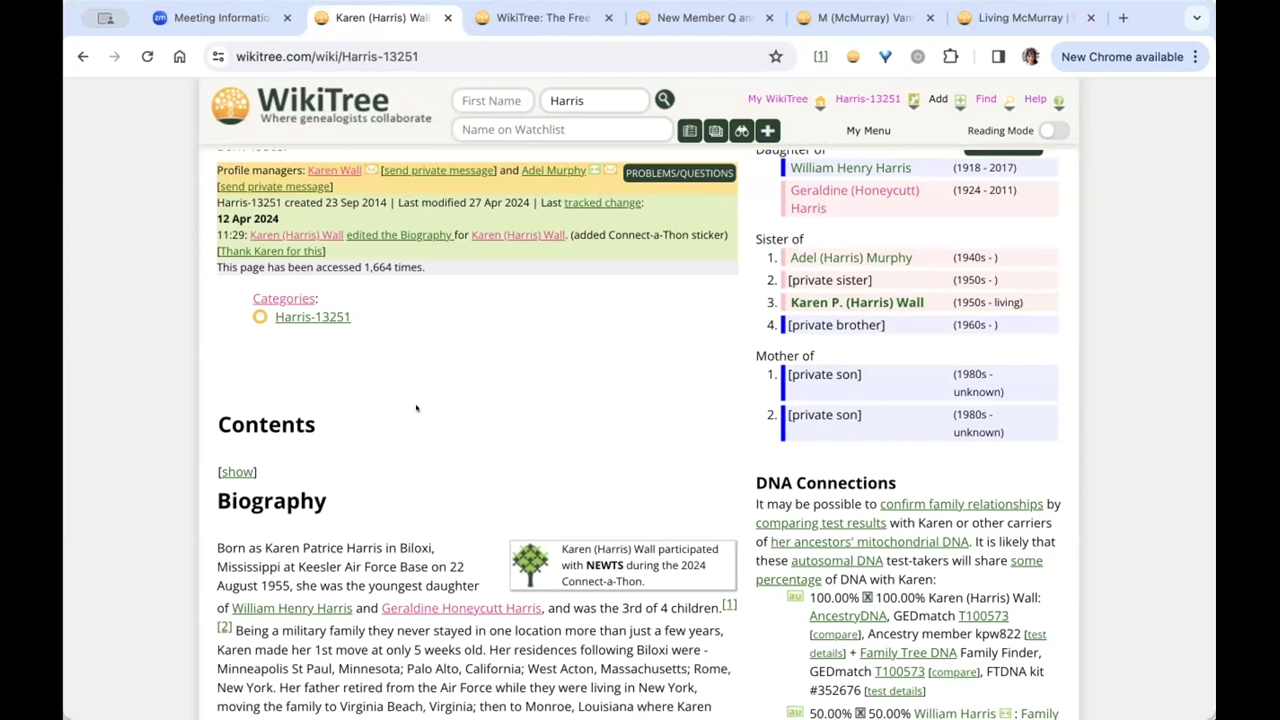 Meeting Informatio
Karen (Harris) Wall
WikiTree: The Free
New Member Q an
M (McMurray) Van
Living McMurray |
wikitree.com/wiki/Harris-13251
[1]
New Chrome available
WikiTree
Where genealogists collaborate
First Name
Harris
Name on Watchlist
My WikiTree
Harris-13251
Add
Find
Help
My Menu
Reading Mode
Profile managers: Karen Wall [send private message] and Adel Murphy
[send private message]
PROBLEMS/QUESTIONS
Harris-13251 created 23 Sep 2014 | Last modified 27 Apr 2024 | Last tracked change:
12 Apr 2024
11:29: Karen (Harris) Wall edited the Biography for Karen (Harris) Wall. (added Connect-a-Thon sticker)
[Thank Karen for this]
This page has been accessed 1,664 times.
Categories:
Harris-13251
Contents
[show]
Biography
Born as Karen Patrice Harris in Biloxi,
Mississippi at Keesler Air Force Base on 22
August 1955, she was the youngest daughter
of William Henry Harris and Geraldine Honeycutt Harris, and was the 3rd of 4 children.[1]
[2] Being a military family they never stayed in one location more than just a few years,
Karen made her 1st move at only 5 weeks old. Her residences following Biloxi were -
Minneapolis St Paul, Minnesota; Palo Alto, California; West Acton, Massachusetts; Rome,
New York. Her father retired from the Air Force while they were living in New York,
moving the family to Virginia Beach, Virginia; then to Monroe, Louisiana where Karen
Karen (Harris) Wall participated
with NEWTS during the 2024
Connect-a-Thon.
Daughter of
William Henry Harris (1918 - 2017)
Geraldine (Honeycutt) (1924 - 2011)
Harris
Sister of
1. Adel (Harris) Murphy (1940s - )
2. [private sister] (1950s - )
3. Karen P. (Harris) Wall (1950s - living)
4. [private brother] (1960s - )
Mother of
1. [private son] (1980s -
unknown)
2. [private son] (1980s -
unknown)
DNA Connections
It may be possible to confirm family relationships by
comparing test results with Karen or other carriers
of her ancestors' mitochondrial DNA. It is likely that
these autosomal DNA test-takers will share some
percentage of DNA with Karen:
au 100.00% 100.00% Karen (Harris) Wall:
AncestryDNA, GEDmatch T100573
[compare], Ancestry member kpw822 [test
details] + Family Tree DNA Family Finder,
GEDmatch T100573 [compare], FTDNA kit
#352676 [test details]
au 50.00% 50.00% William Harris : Family